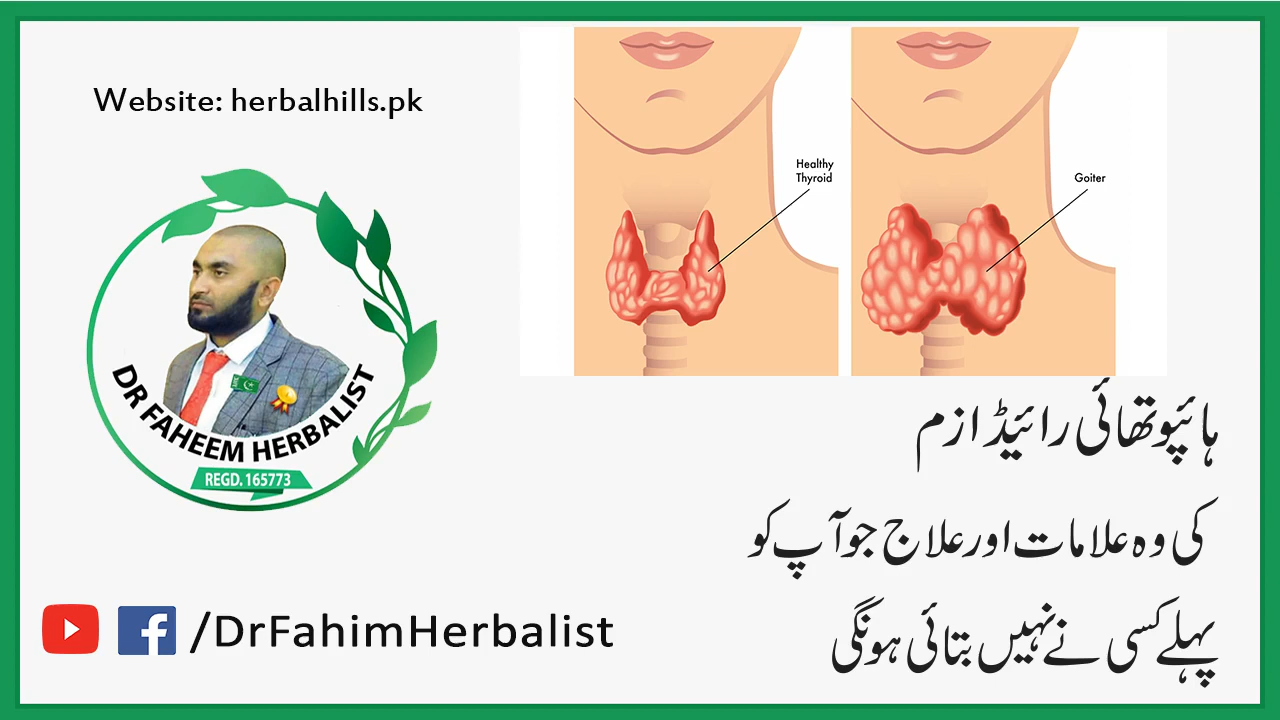 Website: herbalhills.pk
DR FAHEEM HERBALIST
REGD. 165773
Healthy
Thyroid
Goiter
ہائپوتھائی رائیڈازم
کی وہ علامات اور علاج جو آپ کو
پہلے کسی نے نہیں بتائی ہونگی
/DrFahimHerbalist